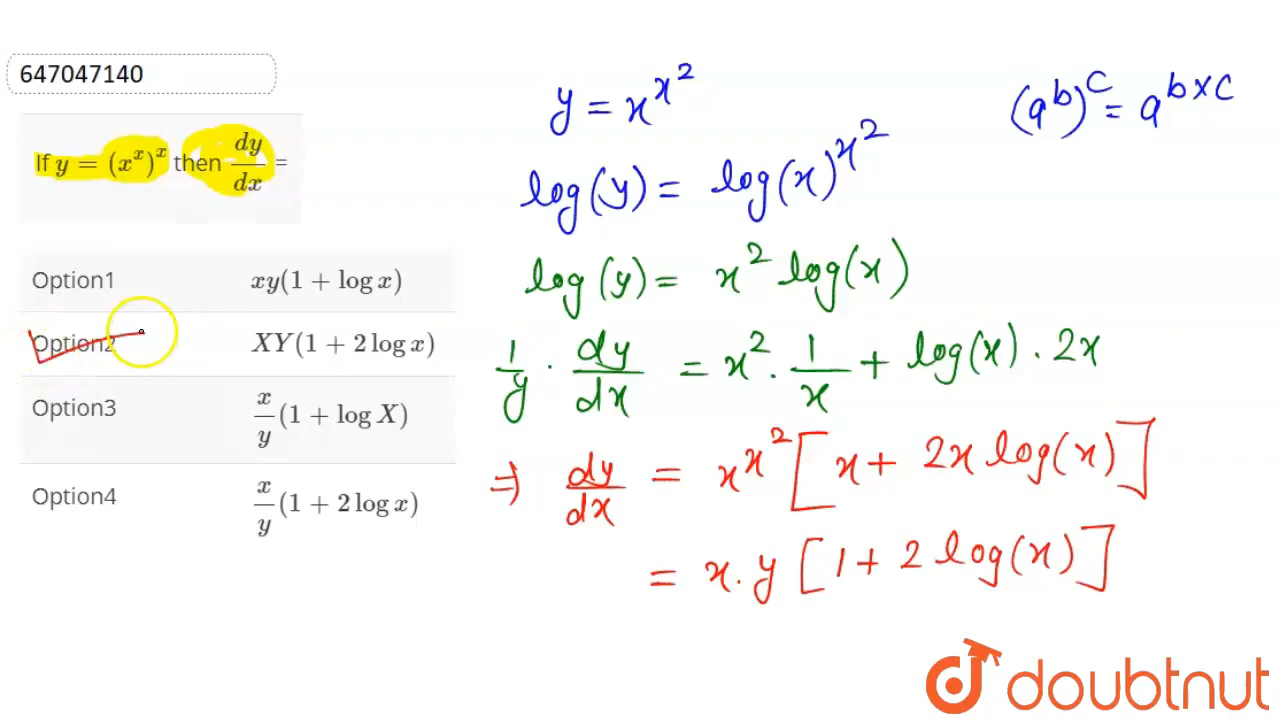 647047140
If y = (x^x)^x then dy/dx =
Option1 xy(1 + log x)
Option2 XY(1 + 2 log x)
Option3 x/y (1 + log X)
Option4 x/y (1 + 2 log x)
y = x^x^2
(a^b)^c = a^b×c
log(y) = log(x)^x^2
log(y) = x^2 log(x)
1/y · dy/dx = x^2 · 1/x + log(x) · 2x
⇒ dy/dx = x^x^2 [x + 2x log(x)]
= x·y [1 + 2 log(x)]
doubtnut